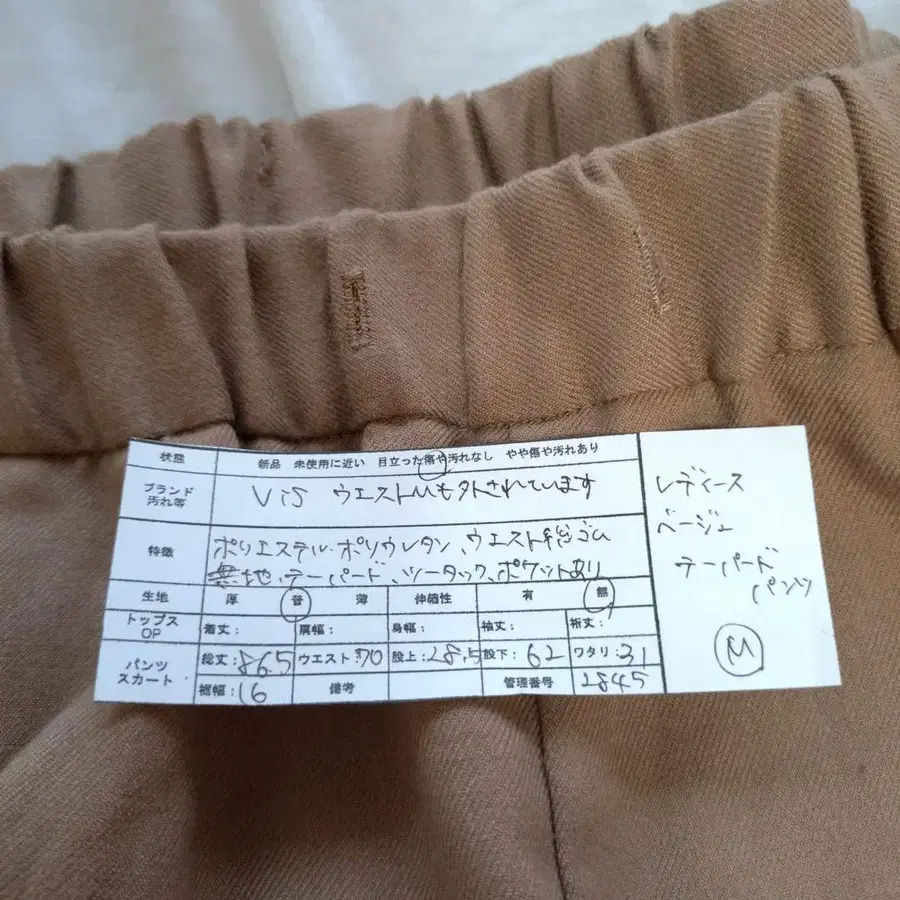 状態 新品 未使用に近い 目立った傷や汚れなし やや傷や汚れあり
ブランド
汚れ等
ViS ウエストひも外されています
特徴
ポリエステル・ポリウレタン、ウエスト総ゴム
無地、テーパード、ツータック、ポケットあり
生地 厚 普 薄 伸縮性 有 無
トップス
OP
着丈: 肩幅: 身幅: 袖丈: 裄丈:
パンツ
スカート
総丈:86.5 ウエスト:70 股上:28.5 股下:62 ワタリ:31
裾幅:16 備考 管理番号 2845
レディース
ベージュ
テーパード
パンツ
M